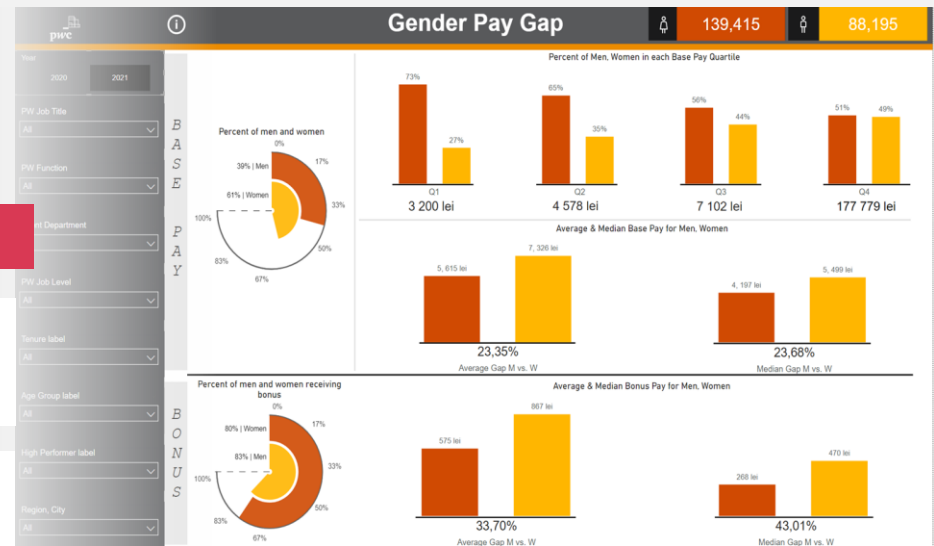 pwc
i
Gender Pay Gap
139,415
88,195
Year
2020
2021
PW Job Title
All
PW Function
All
nt Department
PW Job Level
All
Tenure label
All
Age Group label
All
High Performer label
All
Region, City
All
BASE PAY
Percent of men and women
0%
17%
33%
50%
67%
83%
100%
39% | Men
61% | Women
Percent of Men, Women in each Base Pay Quartile
73%
27%
Q1
3 200 lei
65%
35%
Q2
4 578 lei
56%
44%
Q3
7 102 lei
51%
49%
Q4
177 779 lei
Average & Median Base Pay for Men, Women
5, 615 lei
7, 326 lei
23,35%
Average Gap M vs. W
4, 197 lei
5, 499 lei
23,68%
Median Gap M vs. W
BONUS
Percent of men and women receiving
bonus
0%
17%
33%
50%
67%
83%
100%
80% | Women
83% | Men
Average & Median Bonus Pay for Men, Women
575 lei
867 lei
33,70%
Average Gap M vs. W
268 lei
470 lei
43,01%
Median Gap M vs. W